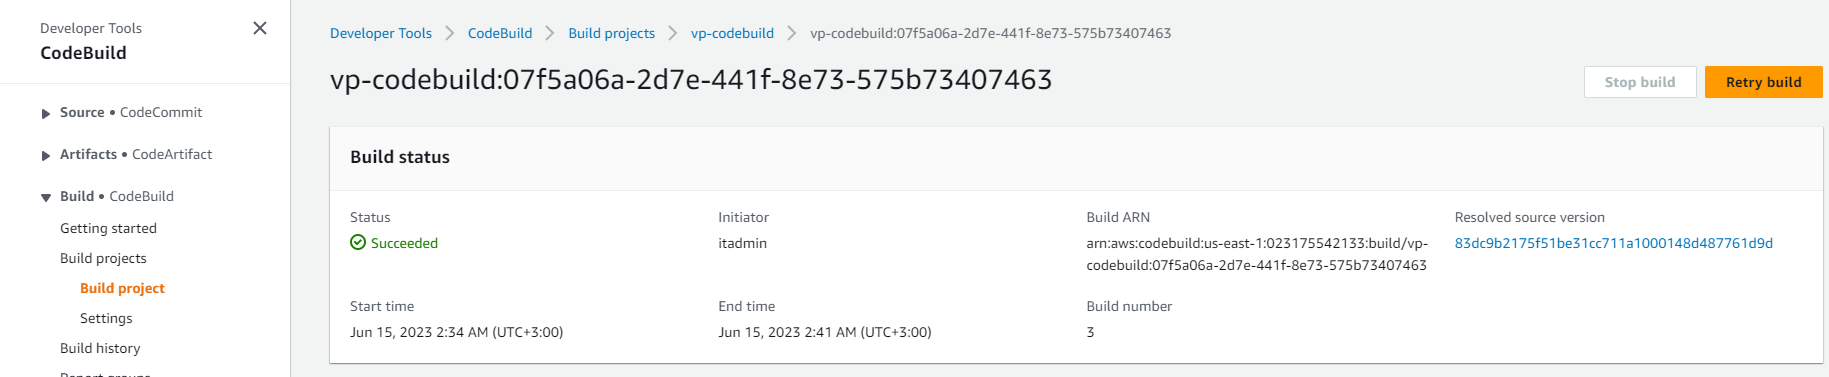 Developer Tools
CodeBuild
Source • CodeCommit
Artifacts • CodeArtifact
Build • CodeBuild
Getting started
Build projects
Build project
Settings
Build history
Report groups
Developer Tools > CodeBuild > Build projects > vp-codebuild > vp-codebuild:07f5a06a-2d7e-441f-8e73-575b73407463
vp-codebuild:07f5a06a-2d7e-441f-8e73-575b73407463
Stop build
Retry build
Build status
Status
Succeeded
Initiator
itadmin
Build ARN
arn:aws:codebuild:us-east-1:023175542133:build/vp-
codebuild:07f5a06a-2d7e-441f-8e73-575b73407463
Resolved source version
83dc9b2175f51be31cc711a1000148d487761d9d
Start time
Jun 15, 2023 2:34 AM (UTC+3:00)
End time
Jun 15, 2023 2:41 AM (UTC+3:00)
Build number
3